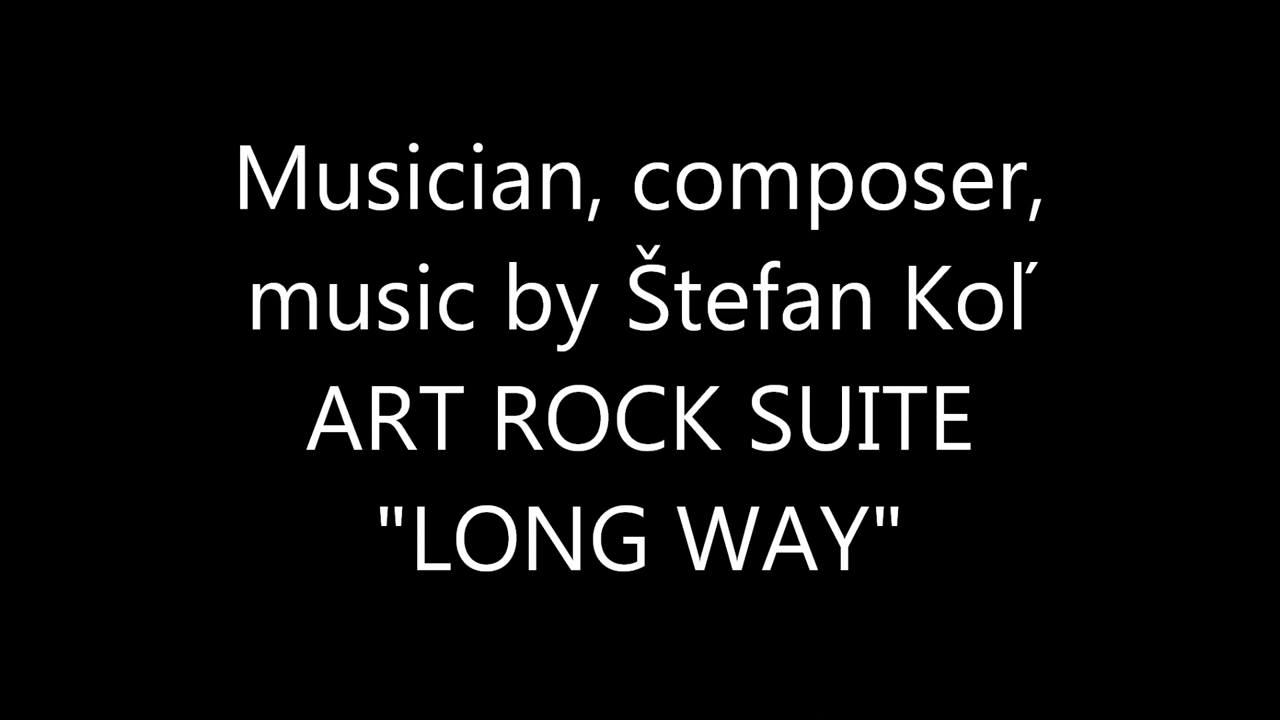 Musician, composer,
music by Štefan Koľ
ART ROCK SUITE
"LONG WAY"